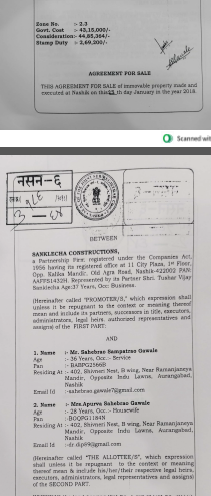 Zone No. :- 2.3
Govt. Cost :- 43,15,000/-
Consideration:- 44,85,384/-
Stamp Duty :- 2,69,200/-
AGREEMENT FOR SALE
THIS AGREEMENT FOR SALE of immovable property made and
executed at Nashik on this th day January in the year 2018.
Scanned wit
नसन-६
BETWEEN
SANKLECHA CONSTRUCTIONS,
a Partnership Firm registered under the Companies Act,
1956 having its registered office at 11 City Plaza, 1st Floor,
Opp. Kalika Mandir, Old Agra Road, Nashik-422002 PAN:
AAFFS1432H. Represented by its Partner Shri. Tushar Vijay
Sanklecha Age:37 Years, Occ: Business.
(Hereinafter called "PROMOTER/S," which expression shall
unless it be repugnant to the context or meaning thereof
mean and include its partners, successors in title, executors,
administrators, legal heirs, authorized representatives and
assigns) of the FIRST PART:
AND
1. Name :- Mr. Sahebrao Sampatrao Gawale
Age :- 36 Years, Occ.:- Service
Pan :- BABPG2566B
Residing At :- 402, Shivneri Nest, B wing, Near Ramanjaneya
Mandir, Opposite Indu Lawns, Aurangabad,
Nashik
Email Id :-sahebrao.gawale7@gmail.com
2. Name :- Mrs.Apurva Sahebrao Gawale
Age :- 28 Years, Occ.:- Housewife
Pan :-BOQPG1184N
Residing At :- 402, Shivneri Nest, B wing, Near Ramanjaneya
Mandir, Opposite Indu Lawns, Aurangabad,
Nashik
Email Id :-dr.dip59@gmail.com
(Hereinafter called "THE ALLOTTEE/S", which expression
shall unless it be repugnant to the context or meaning
thereof mean & include his/her/their respective legal heirs,
executors, administrators, legal representatives and assigns)
of the SECOND PART.